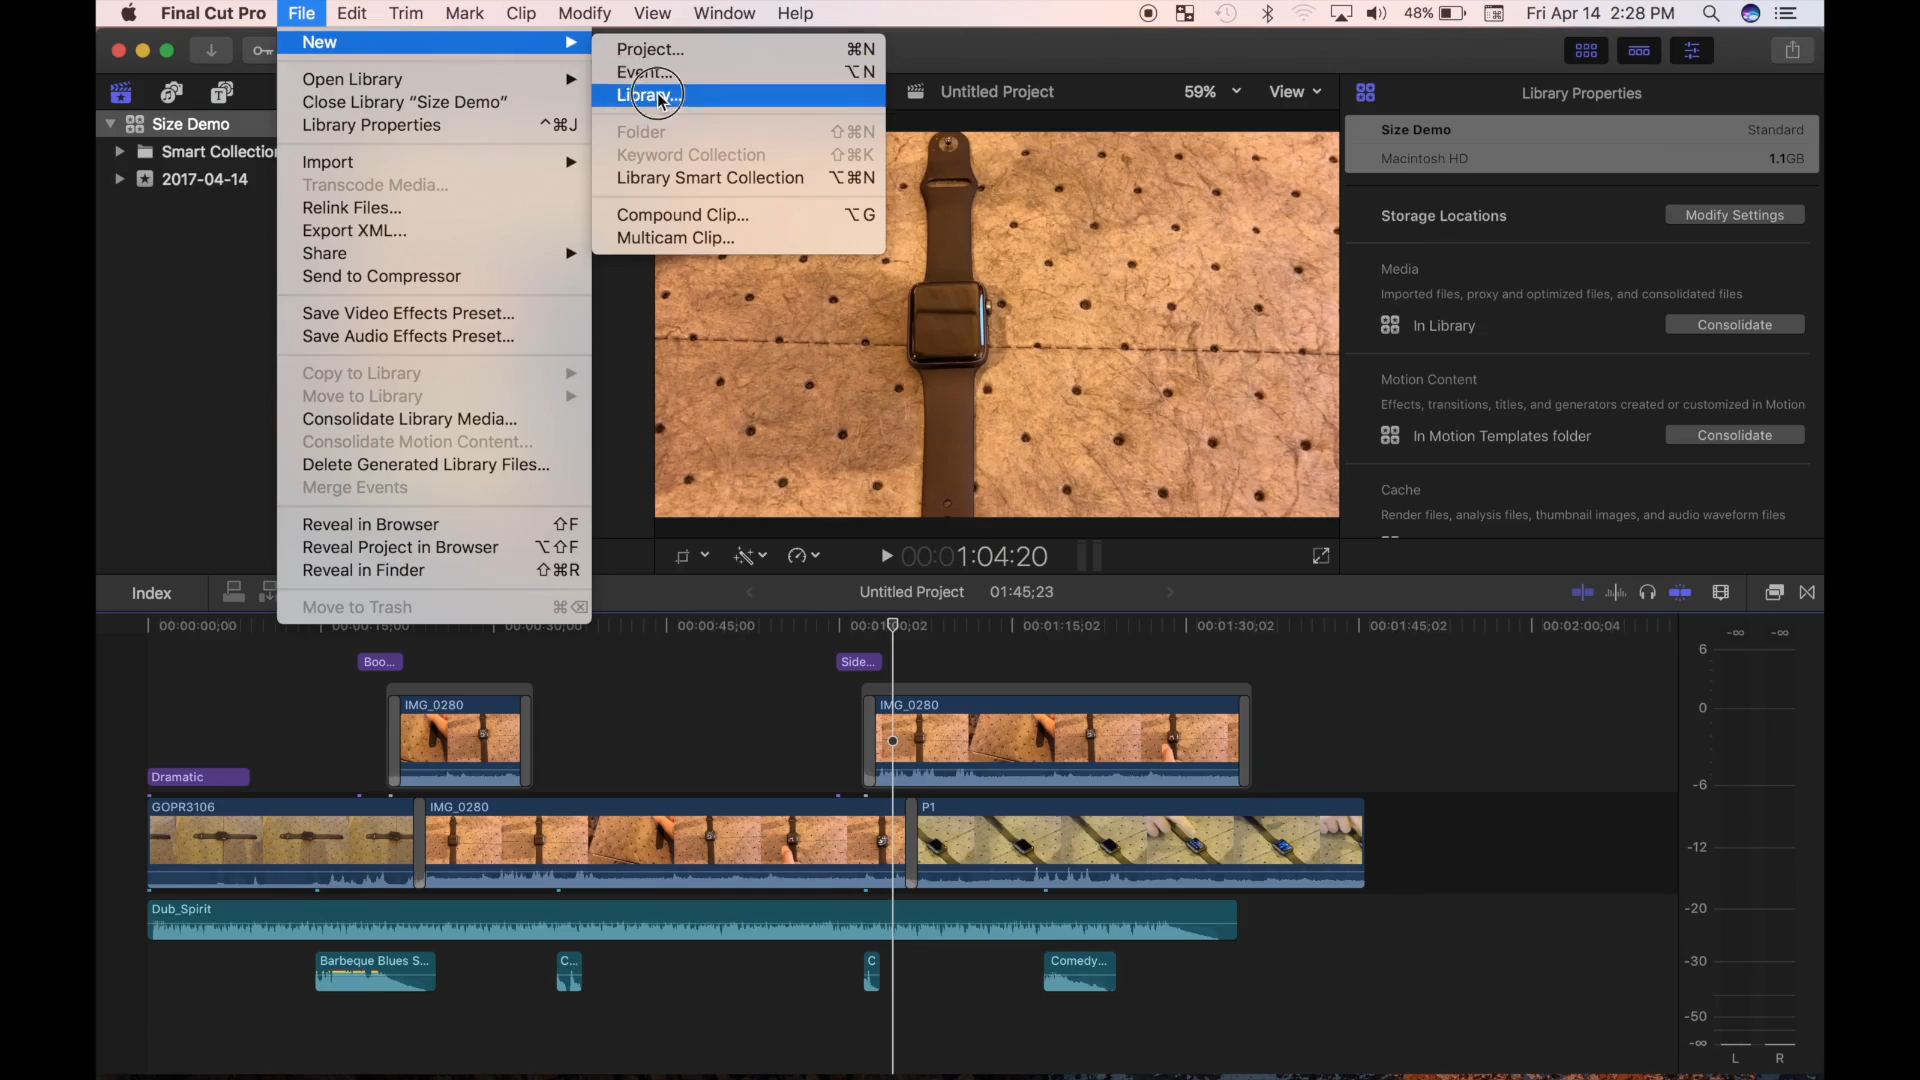 Final Cut Pro File Edit Trim Mark Clip Modify View Window Help 48% Fri Apr 14 2:28 PM
New
Open Library
Close Library “Size Demo”
Library Properties ^⌘J
Import
Transcode Media...
Relink Files...
Export XML...
Share
Send to Compressor
Save Video Effects Preset...
Save Audio Effects Preset...
Copy to Library
Move to Library
Consolidate Library Media...
Consolidate Motion Content...
Delete Generated Library Files...
Merge Events
Reveal in Browser ⇧F
Reveal Project in Browser ⌥⇧F
Reveal in Finder ⇧⌘R
Move to Trash ⌘⌫
Project... ⌘N
Event... ⌥N
Library...
Folder ⇧⌘N
Keyword Collection ⇧⌘K
Library Smart Collection ⌥⌘N
Compound Clip... ⌥G
Multicam Clip...
Size Demo
Smart Collection
2017-04-14
Untitled Project 59% View
Library Properties
Size Demo Standard
Macintosh HD 1.1GB
Storage Locations Modify Settings
Media
Imported files, proxy and optimized files, and consolidated files
In Library Consolidate
Motion Content
Effects, transitions, titles, and generators created or customized in Motion
In Motion Templates folder Consolidate
Cache
Render files, analysis files, thumbnail images, and audio waveform files
00:01:04:20
Index Untitled Project 01:45;23
00:00:00;00 00:00:15;00 00:00:30;00 00:00:45;00 00:01:00;02 00:01:15;02 00:01:30;02 00:01:45;02 00:02:00;04
Boo... Side...
IMG_0280 IMG_0280
Dramatic
GOPR3106 IMG_0280 P1
Dub_Spirit
Barbeque Blues S... C... C Comedy...
-∞ -∞
6
0
-6
-12
-20
-30
-50
-∞
L R